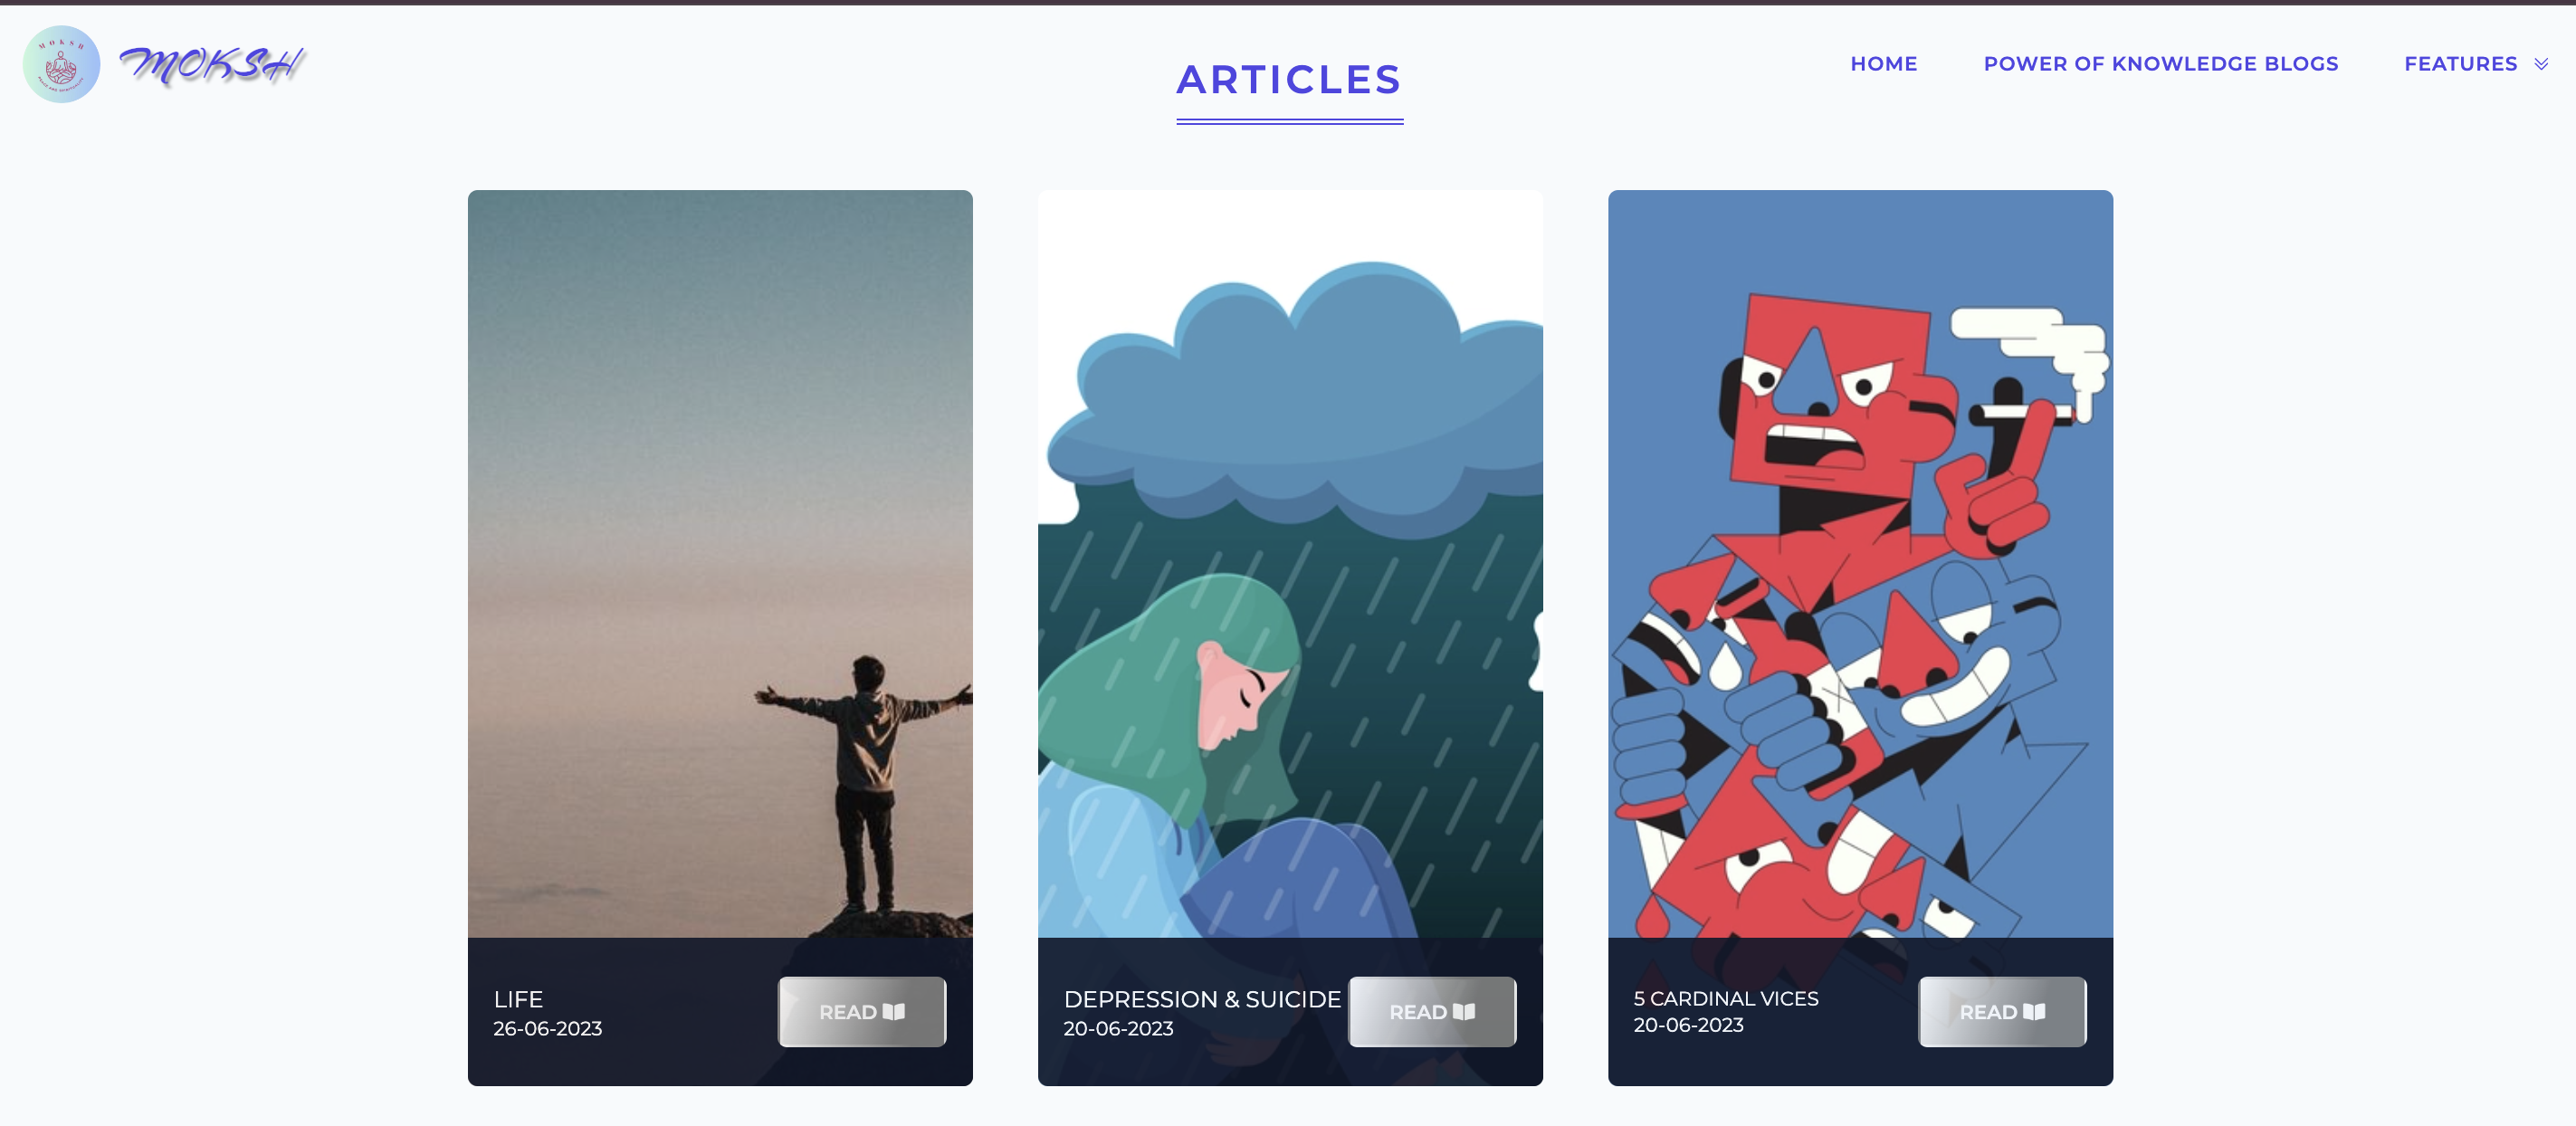 MOKSH
MOKSH
ARTICLES
HOME
POWER OF KNOWLEDGE BLOGS
FEATURES
LIFE
26-06-2023
READ
DEPRESSION & SUICIDE
20-06-2023
READ
5 CARDINAL VICES
20-06-2023
READ